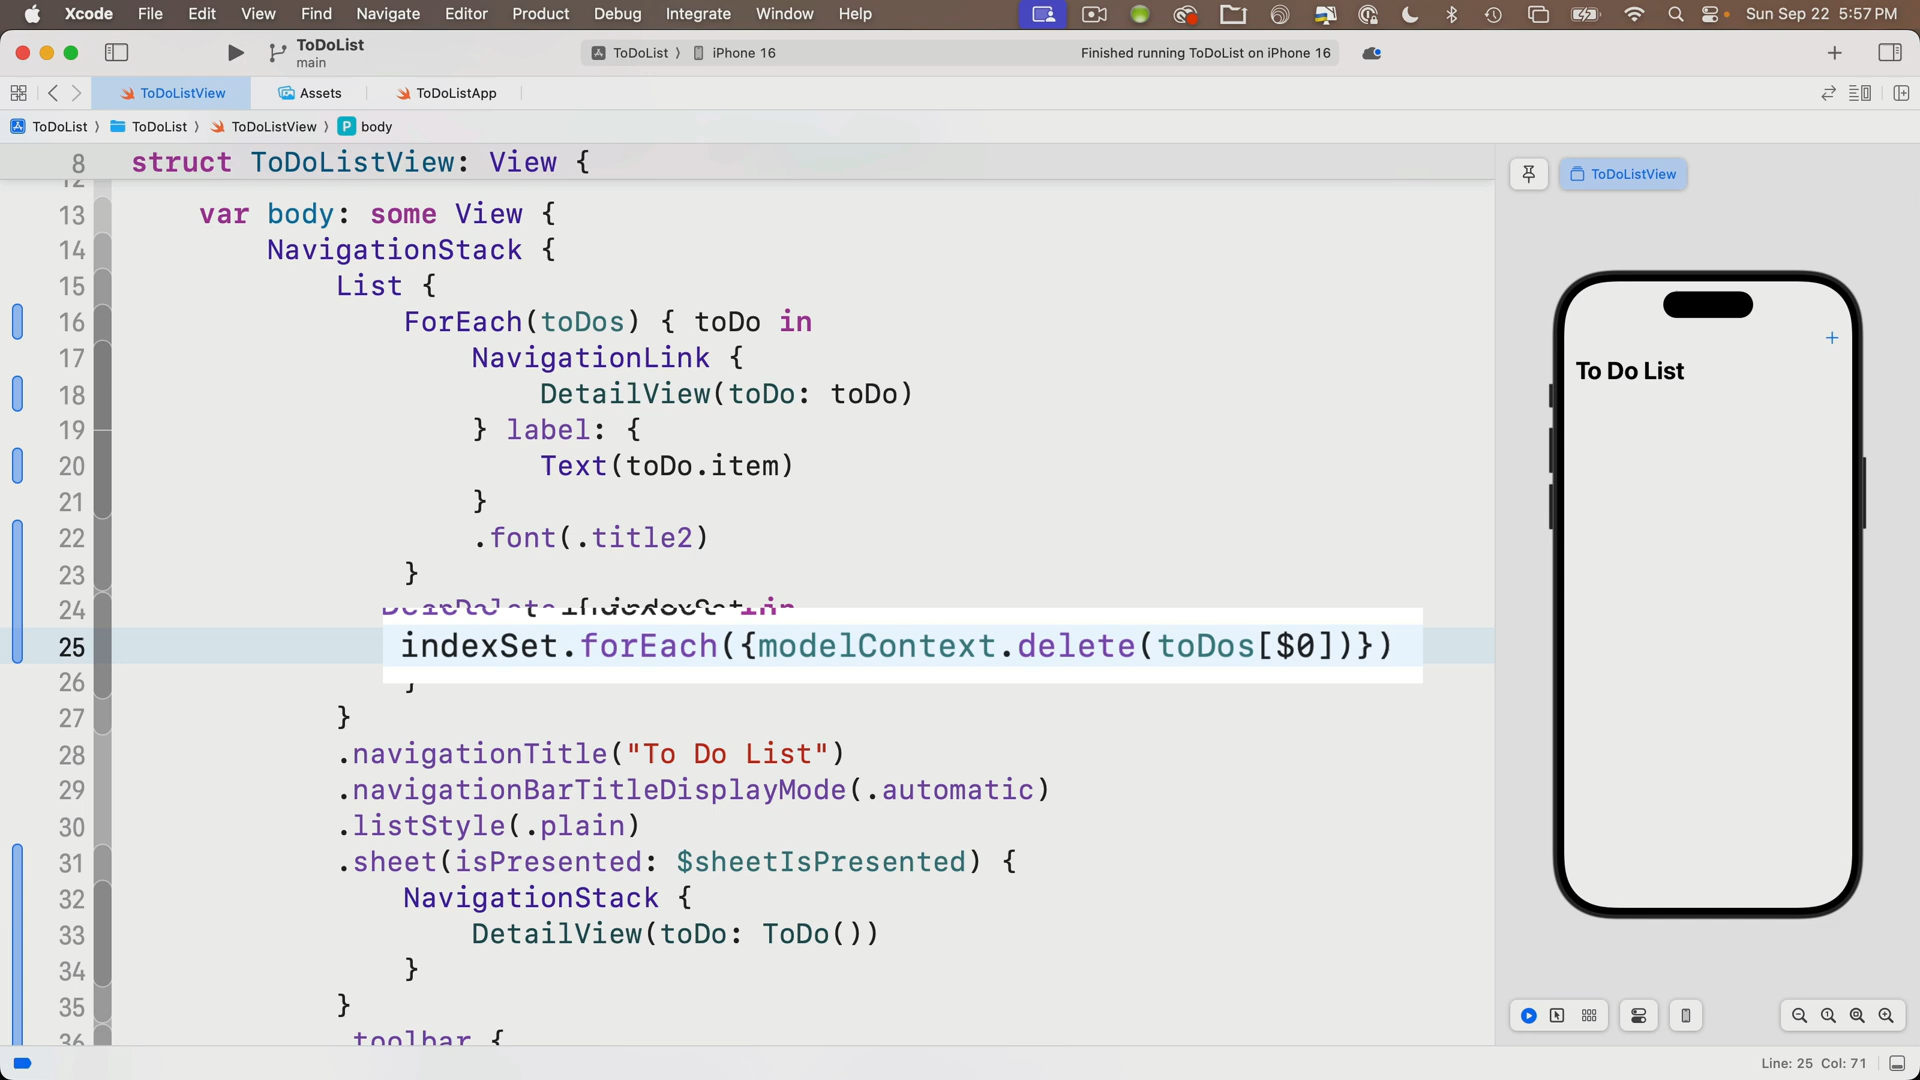 Xcode File Edit View Find Navigate Editor Product Debug Integrate Window Help Sun Sep 22 5:57 PM
ToDoList
main
ToDoList 〉 iPhone 16 Finished running ToDoList on iPhone 16
ToDoListView Assets ToDoListApp
ToDoList 〉 ToDoList 〉 ToDoListView 〉 P body
8 struct ToDoListView: View {
12
13 var body: some View {
14 NavigationStack {
15 List {
16 ForEach(toDos) { toDo in
17 NavigationLink {
18 DetailView(toDo: toDo)
19 } label: {
20 Text(toDo.item)
21 }
22 .font(.title2)
23 }
24 indexSet in
25 indexSet.forEach({modelContext.delete(toDos[$0])})
26 }
27 }
28 .navigationTitle("To Do List")
29 .navigationBarTitleDisplayMode(.automatic)
30 .listStyle(.plain)
31 .sheet(isPresented: $sheetIsPresented) {
32 NavigationStack {
33 DetailView(toDo: ToDo())
34 }
35 }
36 .toolbar {
ToDoListView
+
To Do List
Line: 25 Col: 71